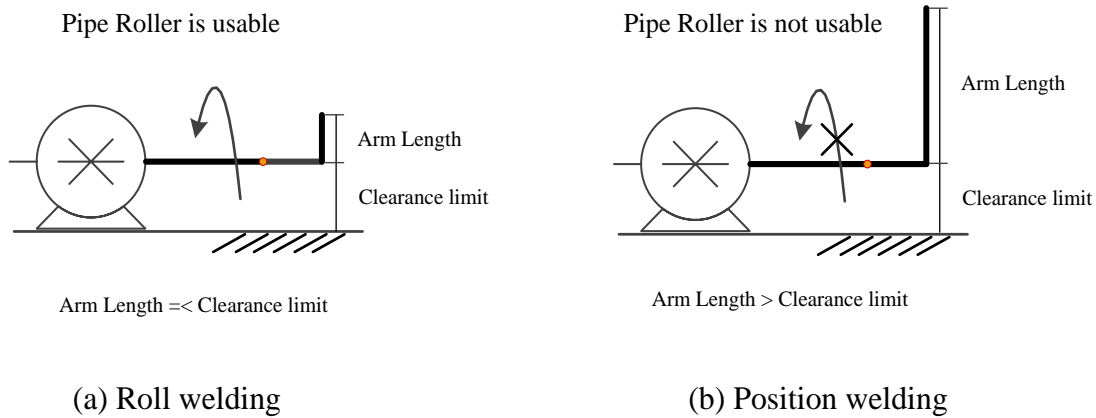 Pipe Roller is usable
Pipe Roller is not usable
Arm Length
Clearance limit
Arm Length
Clearance limit
Arm Length =< Clearance limit
Arm Length > Clearance limit
(a) Roll welding
(b) Position welding